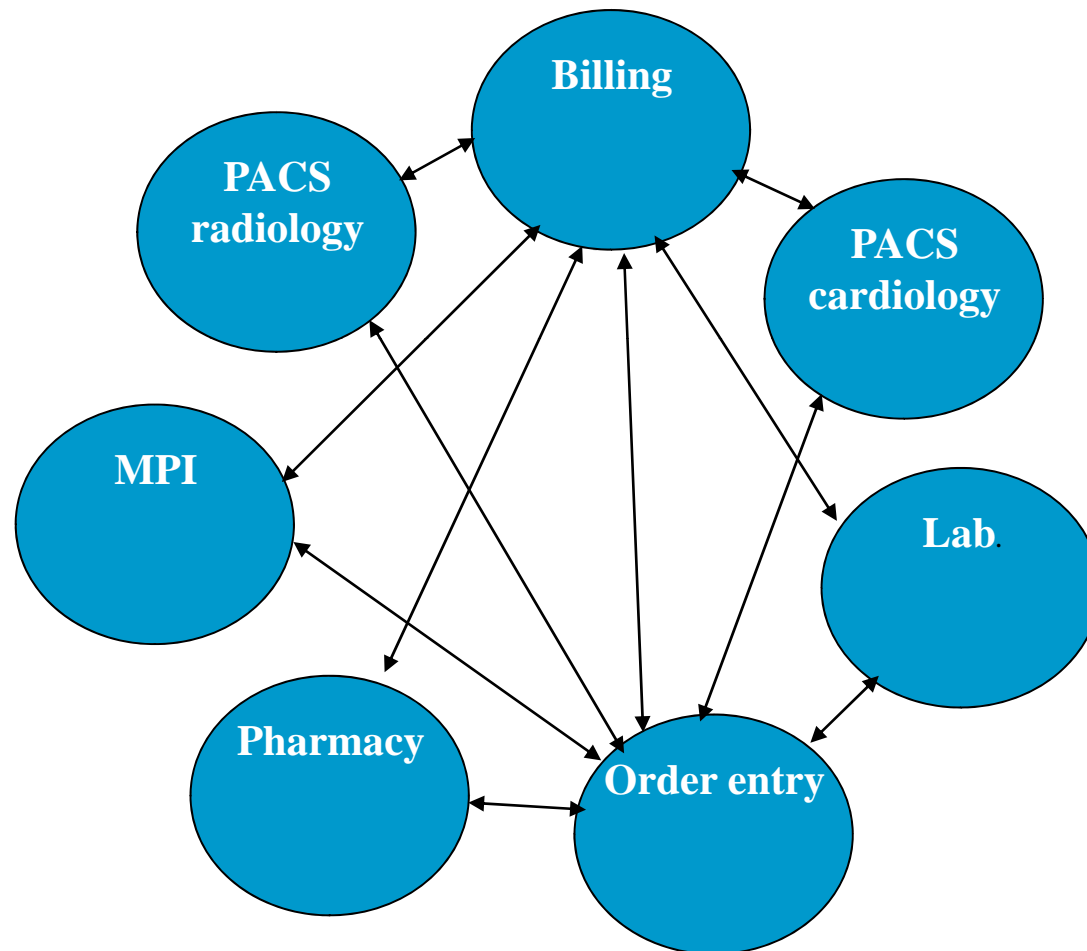 Billing
PACS
radiology
PACS
cardiology
MPI
Lab.
Pharmacy
Order entry